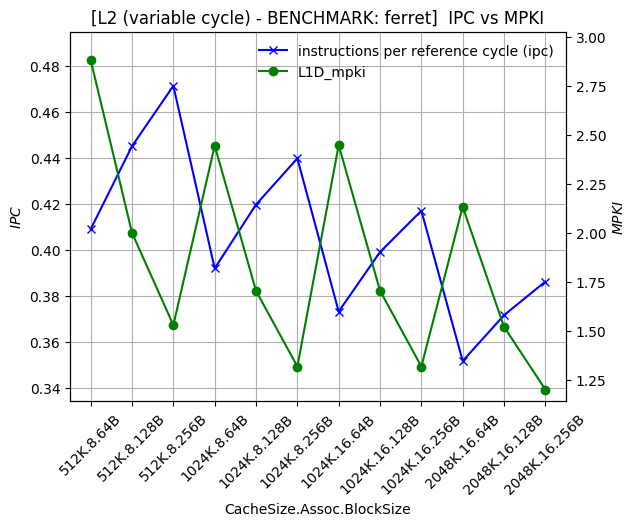 [L2 (variable cycle) - BENCHMARK: ferret]  IPC vs MPKI
instructions per reference cycle (ipc)
L1D_mpki
IPC
0.48
0.46
0.44
0.42
0.40
0.38
0.36
0.34
MPKI
3.00
2.75
2.50
2.25
2.00
1.75
1.50
1.25
512K.8.64B
512K.8.128B
512K.8.256B
1024K.8.64B
1024K.8.128B
1024K.8.256B
1024K.16.64B
1024K.16.128B
1024K.16.256B
2048K.16.64B
2048K.16.128B
2048K.16.256B
CacheSize.Assoc.BlockSize